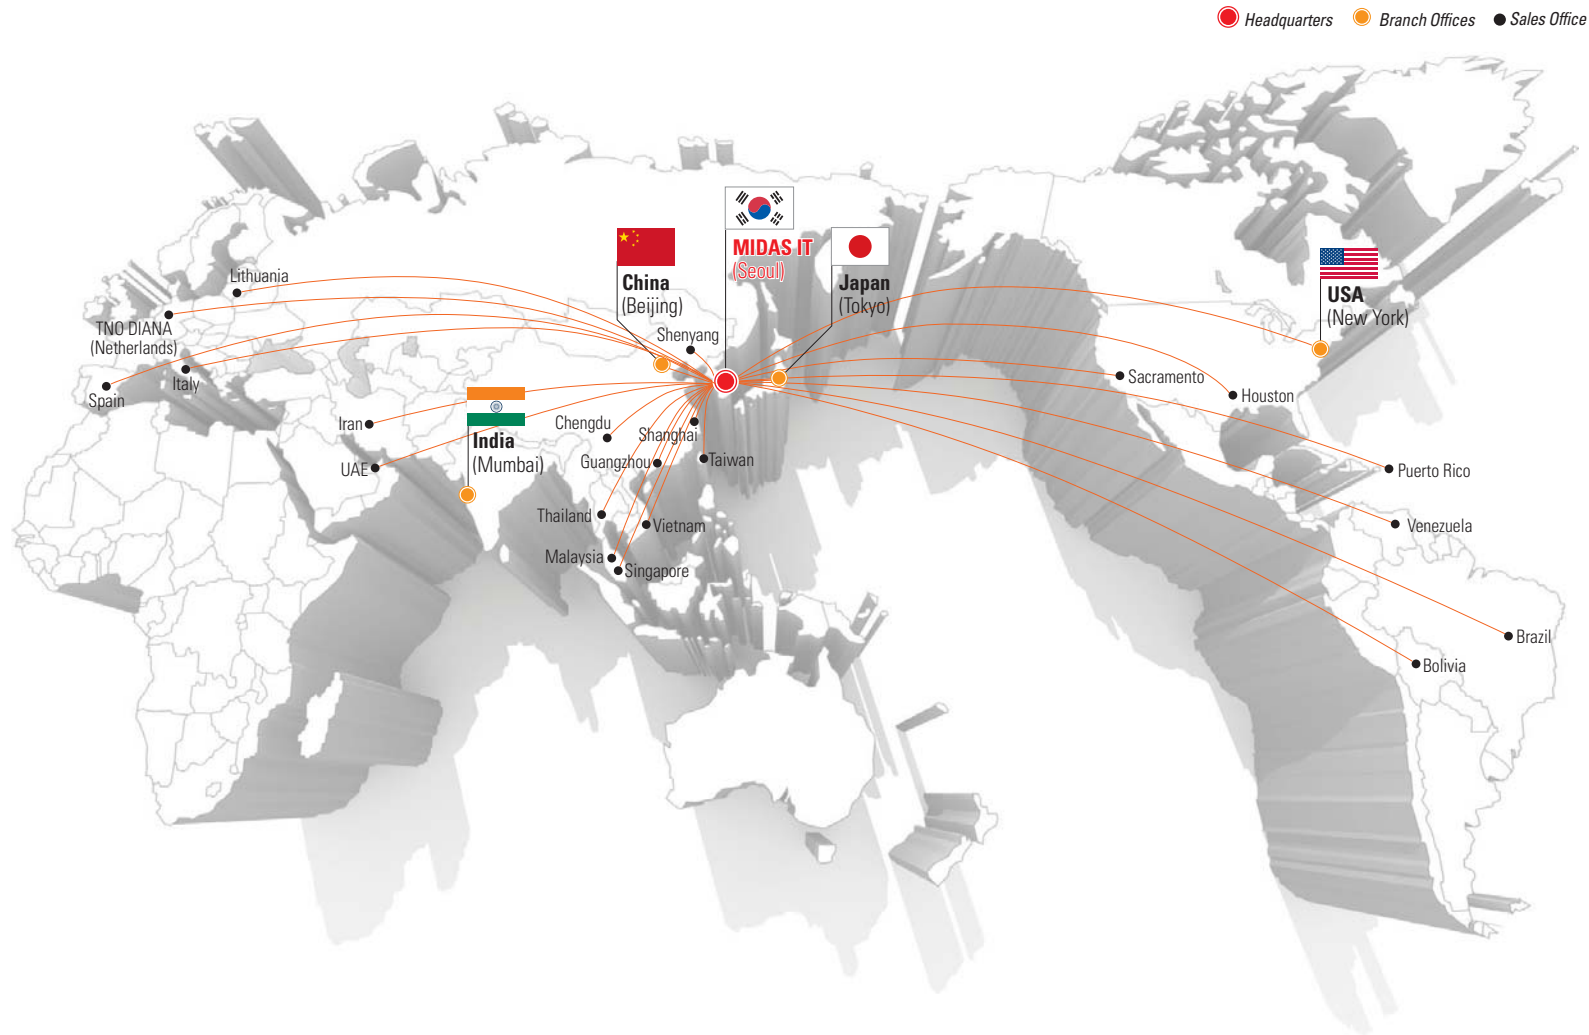 Headquarters
Branch Offices
Sales Office
MIDAS IT
(Seoul)
China
(Beijing)
Japan
(Tokyo)
USA
(New York)
Lithuania
TNO DIANA
(Netherlands)
Italy
Spain
Shenyang
Iran
UAE
India
(Mumbai)
Chengdu
Shanghai
Guangzhou
Taiwan
Thailand
Vietnam
Malaysia
Singapore
Sacramento
Houston
Puerto Rico
Venezuela
Brazil
Bolivia